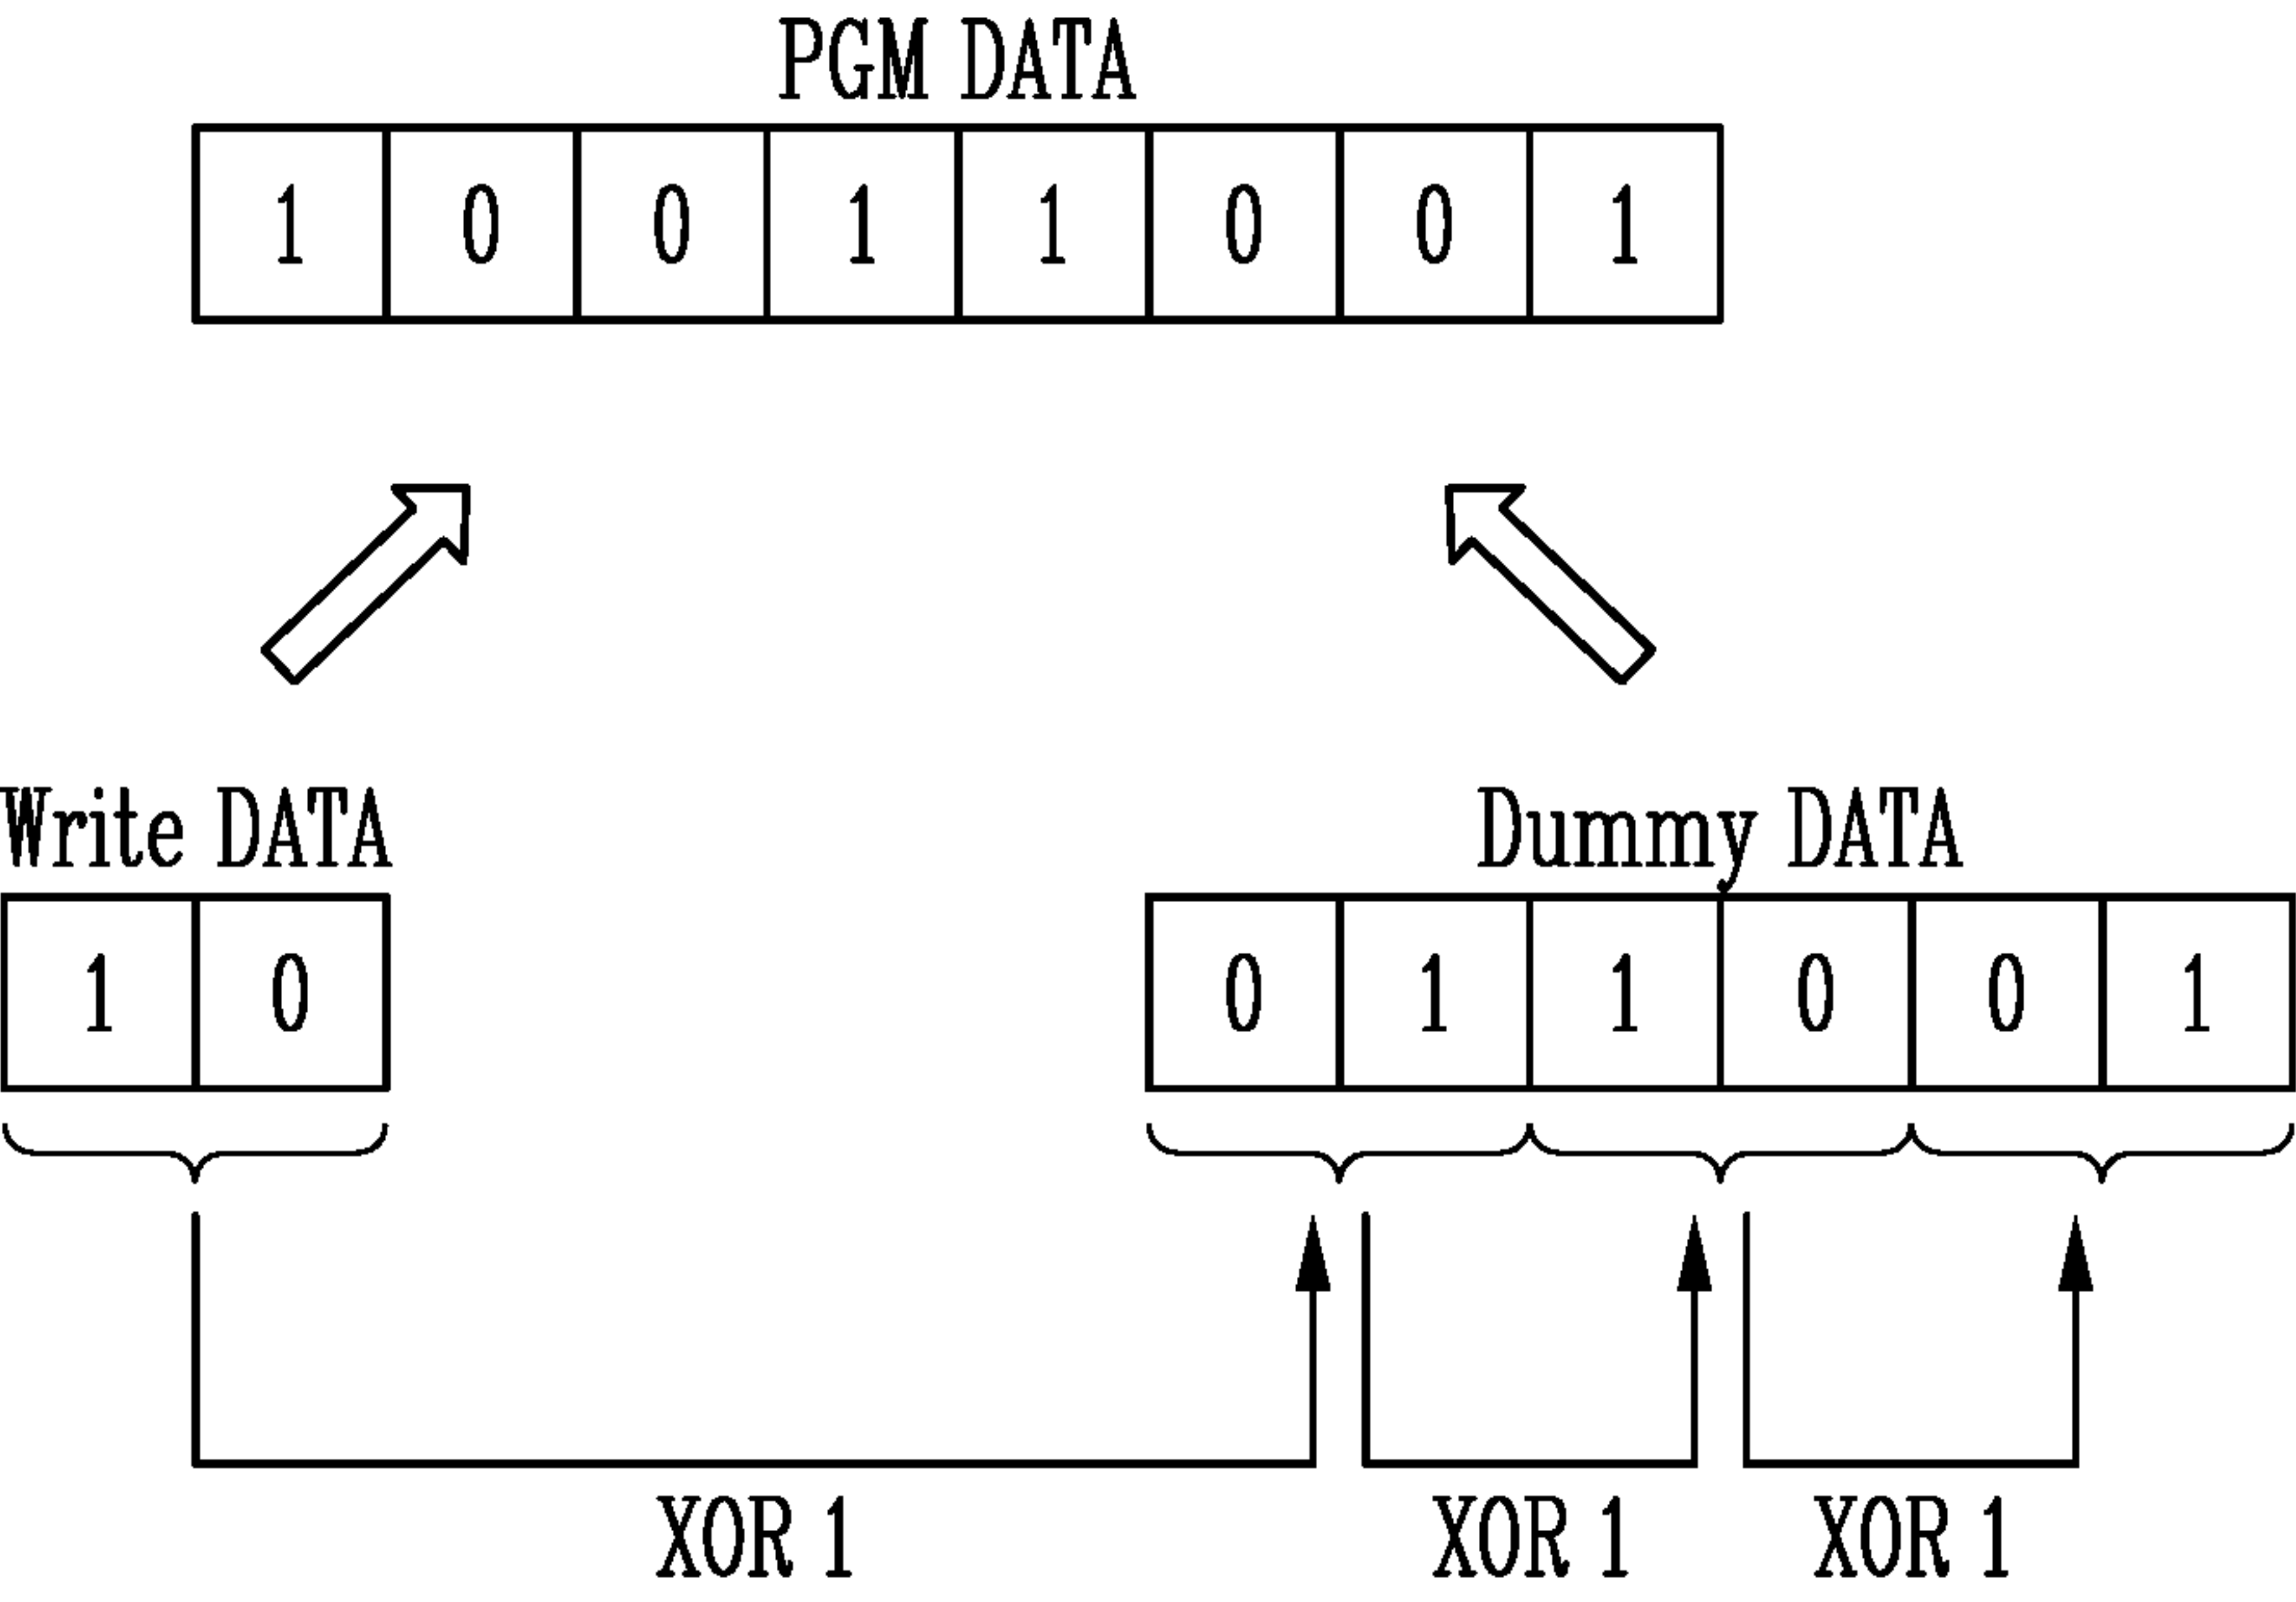 PGM DATA
1 0 0 1 1 0 0 1
Write DATA
1 0
Dummy DATA
0 1 1 0 0 1
XOR 1
XOR 1
XOR 1